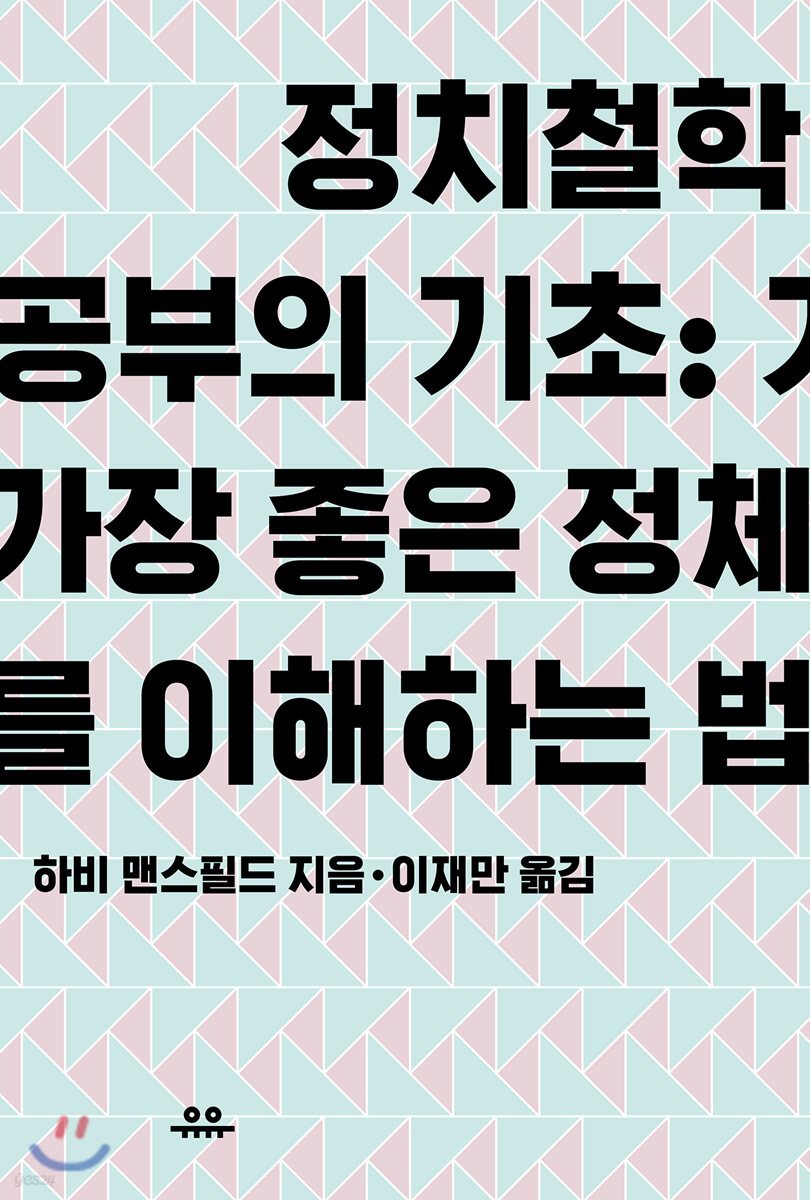 정치철학
공부의 기초: 가
가장 좋은 정체
를 이해하는 법
하비 맨스필드 지음·이재만 옮김
유유
yes24